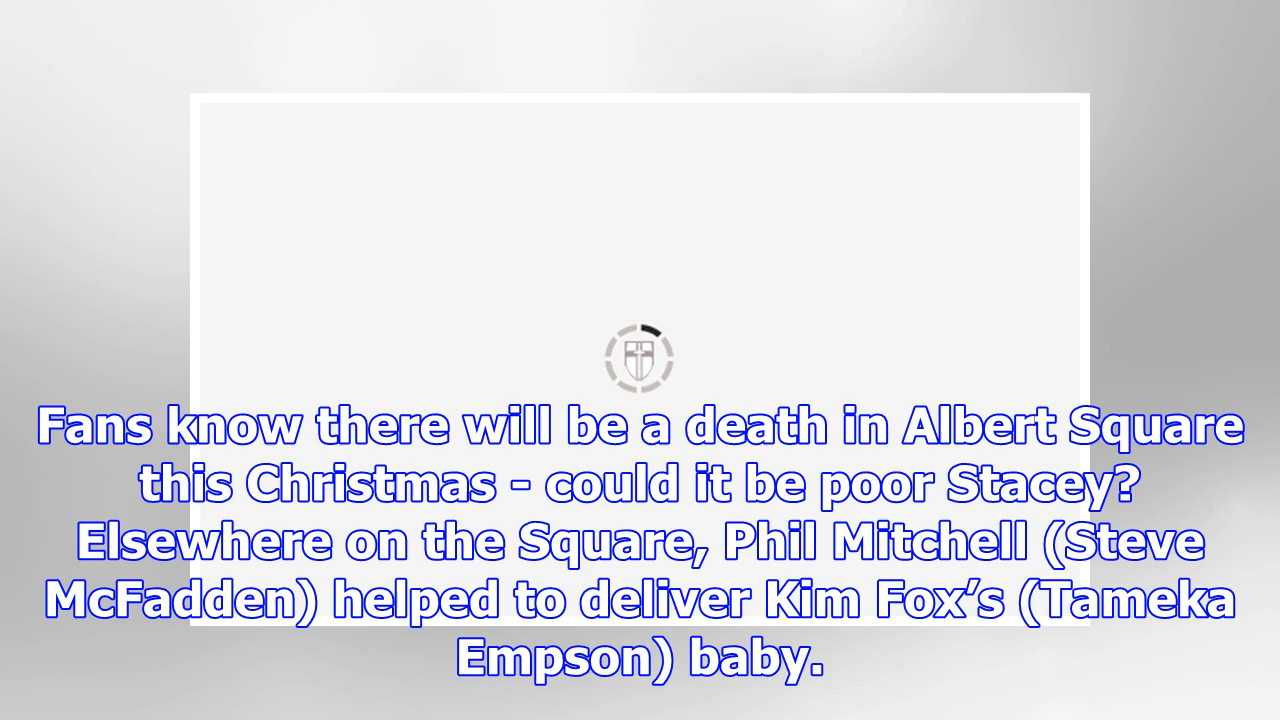 Fans know there will be a death in Albert Square
this Christmas - could it be poor Stacey?
Elsewhere on the Square, Phil Mitchell (Steve
McFadden) helped to deliver Kim Fox’s (Tameka
Empson) baby.